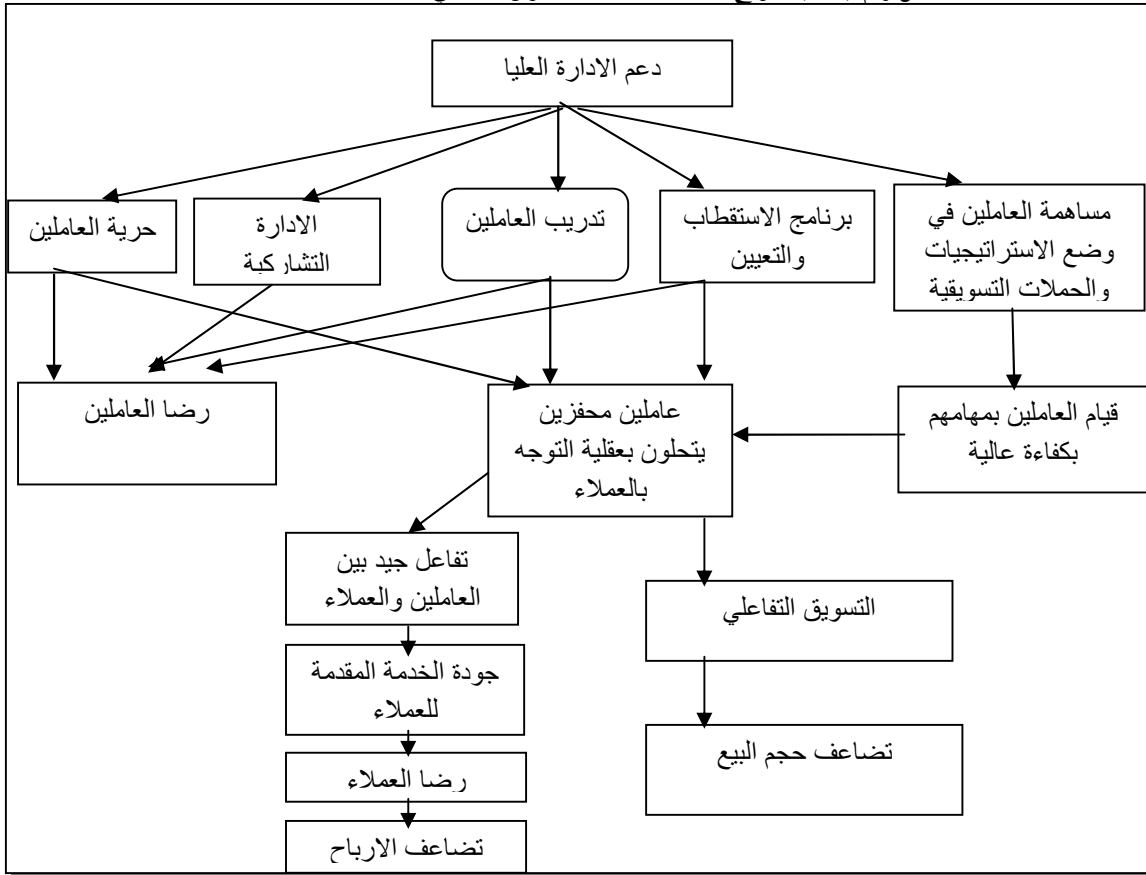 دعم الادارة العليا
مساهمة العاملين في
وضع الاستراتيجيات
والحملات التسويقية
برنامج الاستقطاب
والتعيين
تدريب العاملين
الادارة
التشاركية
حرية العاملين
رضا العاملين
عاملين محفزين
يتحلون بعقلية التوجه
بالعملاء
قيام العاملين بمهامهم
بكفاءة عالية
تفاعل جيد بين
العاملين والعملاء
التسويق التفاعلي
جودة الخدمة المقدمة
للعملاء
رضا العملاء
تضاعف حجم البيع
تضاعف الارباح